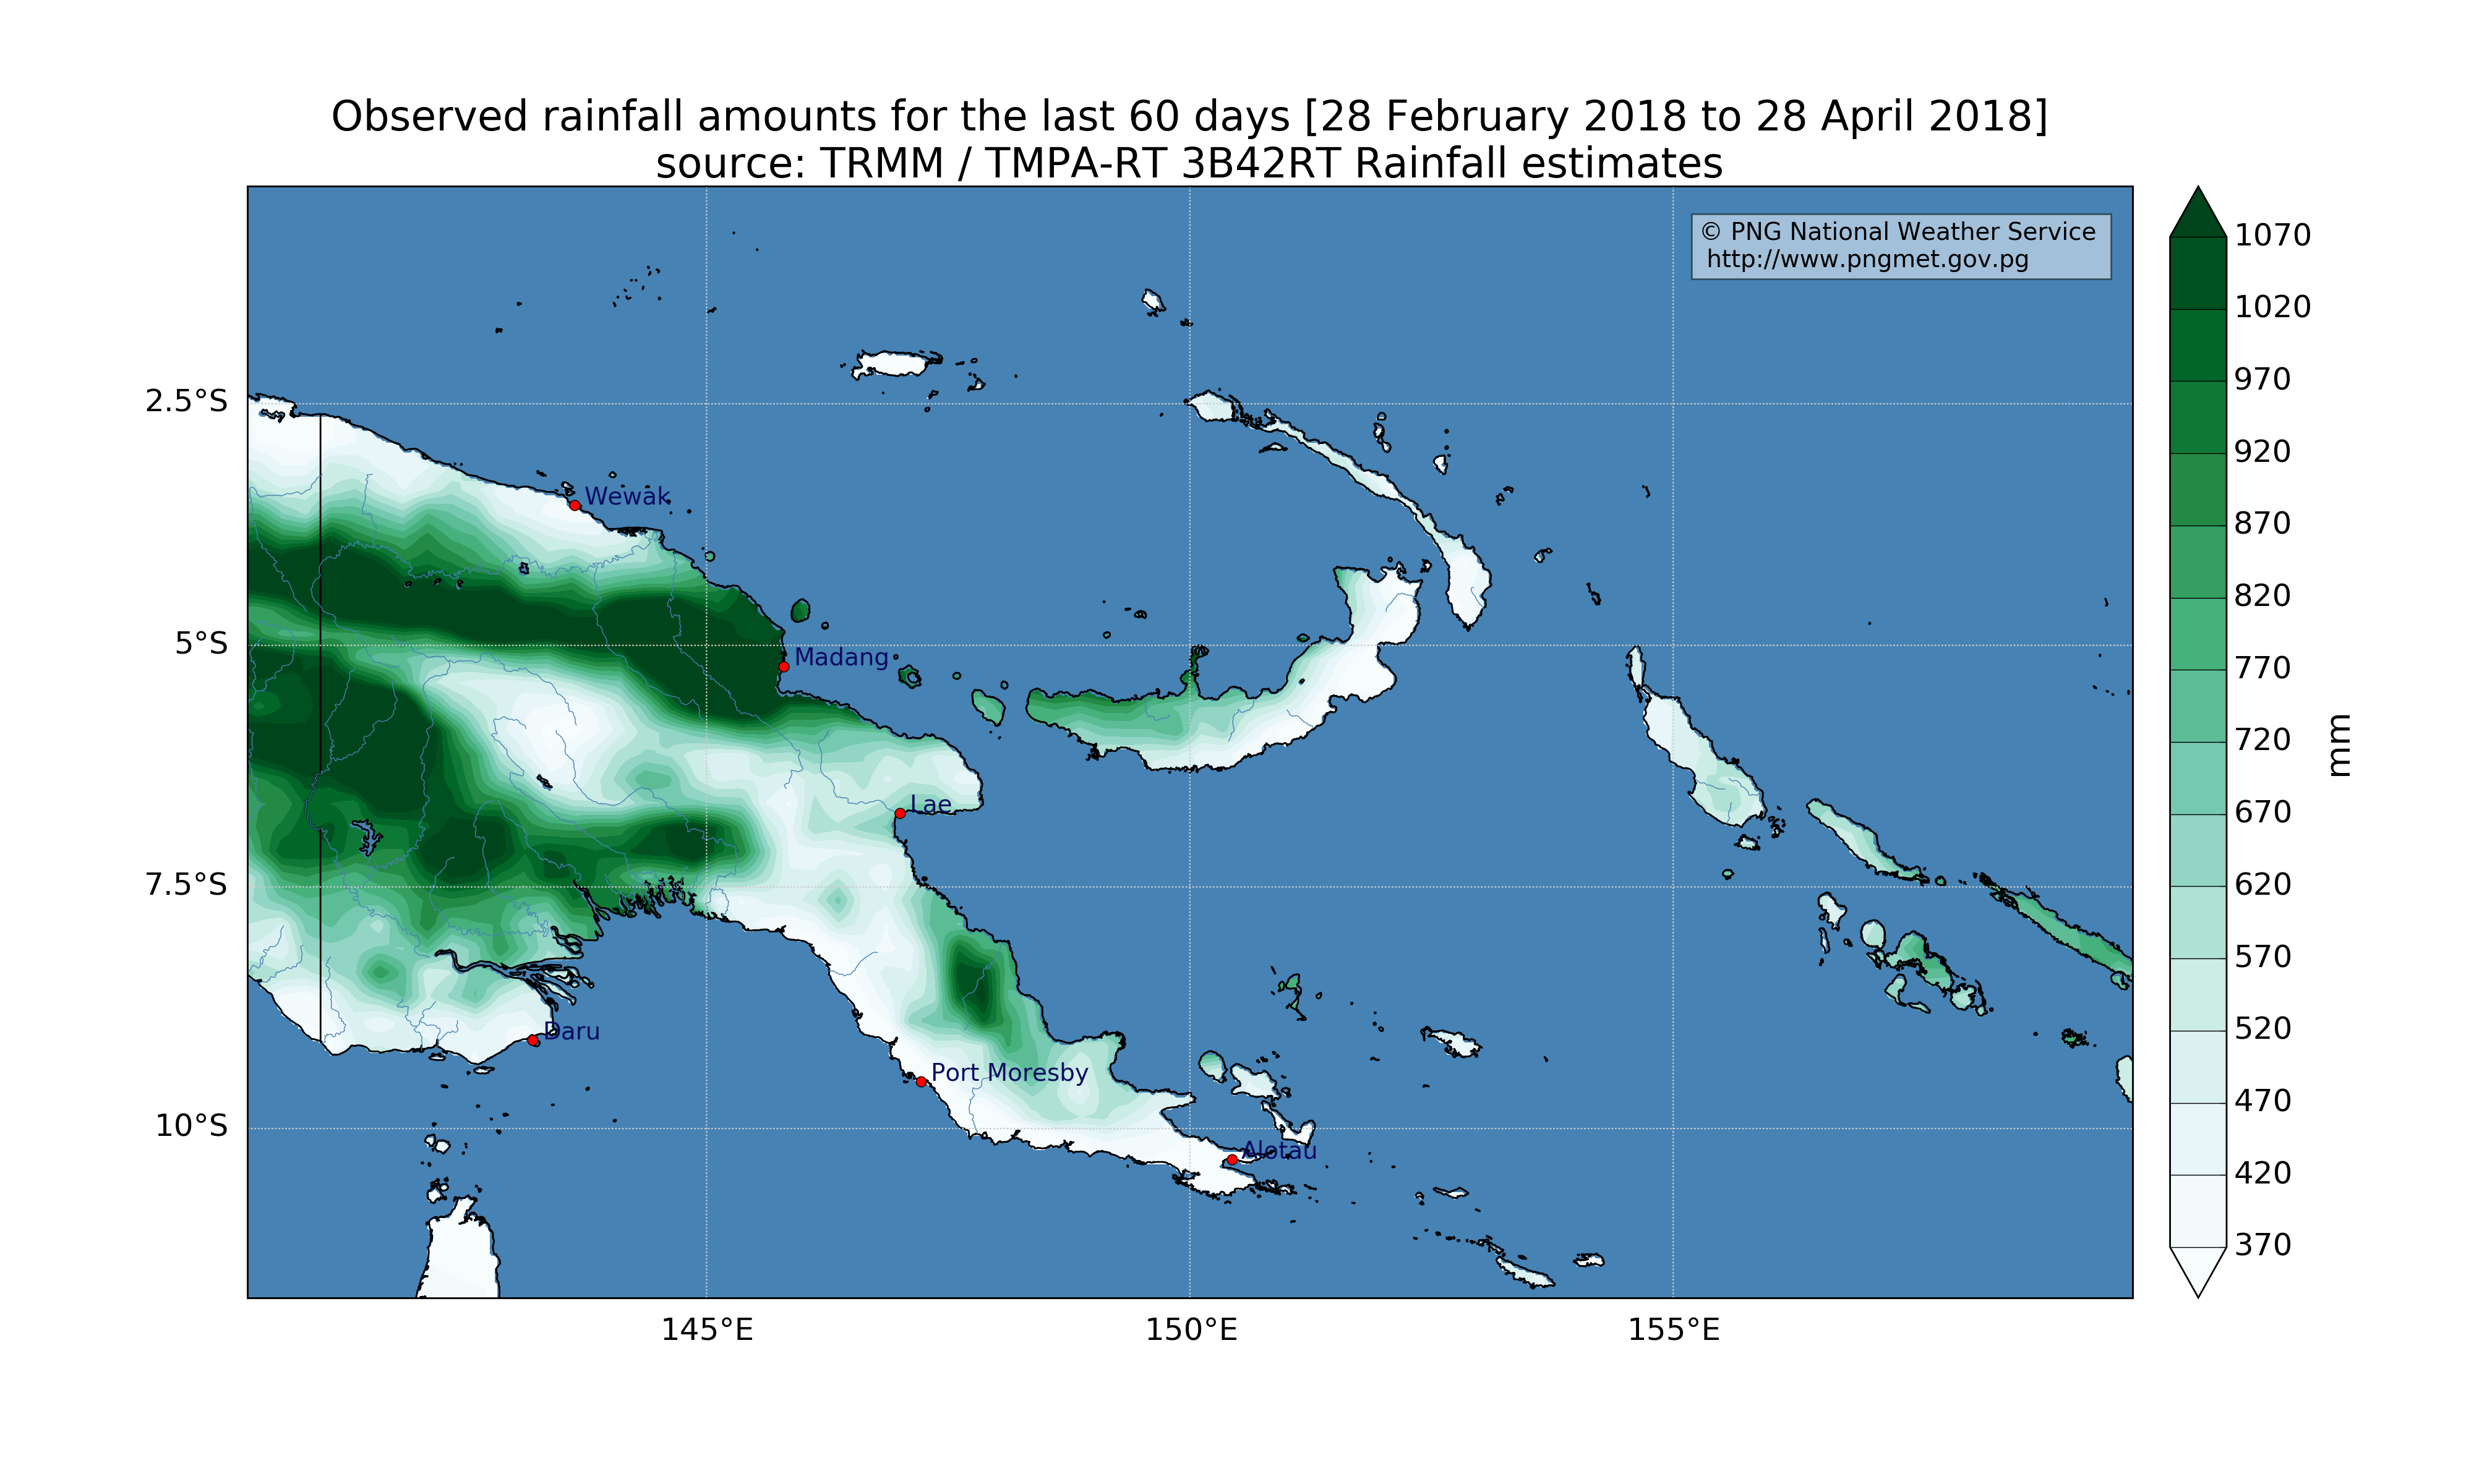 Observed rainfall amounts for the last 60 days [28 February 2018 to 28 April 2018]
source: TRMM / TMPA-RT 3B42RT Rainfall estimates
© PNG National Weather Service
http://www.pngmet.gov.pg
1070
1020
970
920
870
820
770
720
670
620
570
520
470
420
370
mm
2.5°S
5°S
7.5°S
10°S
Wewak
Madang
Lae
Daru
Port Moresby
Alotau
145°E
150°E
155°E